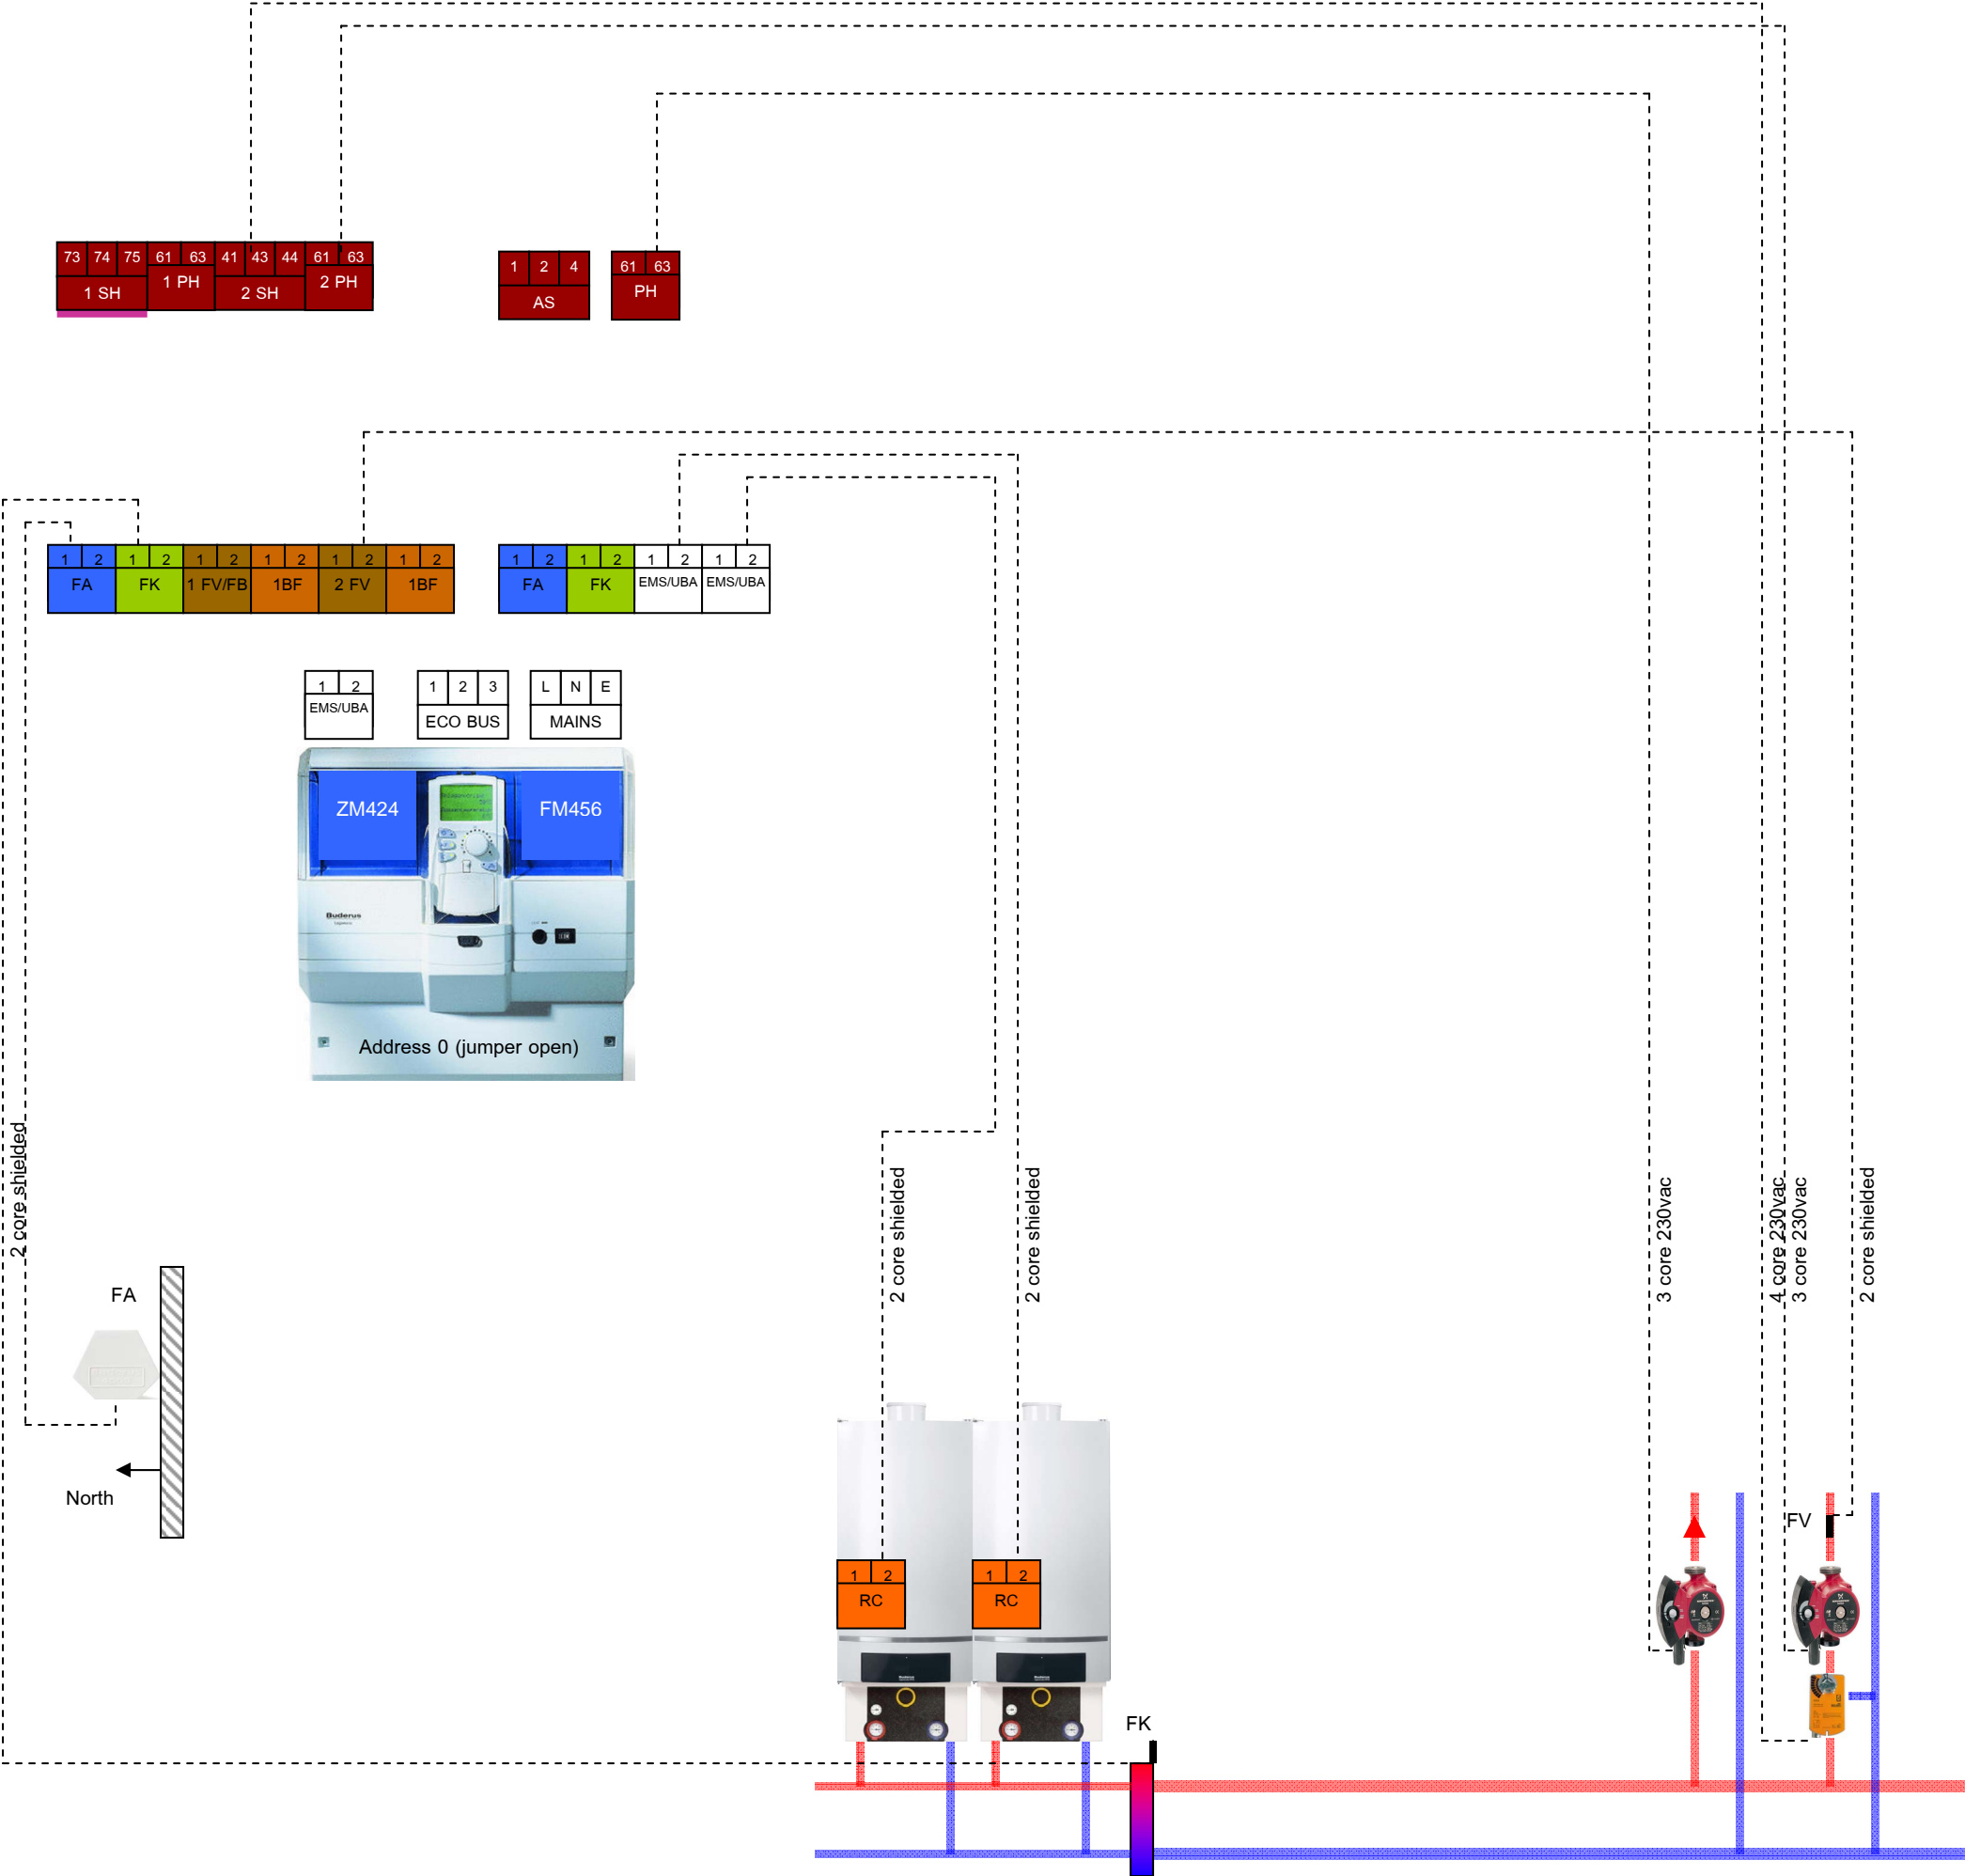 73 74 75 61 63 41 43 44 61 63
1 SH 1 PH 2 SH 2 PH
1 2 4
AS
61 63
PH
1 2 1 2 1 2 1 2 1 2 1 2
FA FK 1 FV/FB 1BF 2 FV 1BF
1 2 1 2 1 2 1 2
FA FK EMS/UBA EMS/UBA
1 2
EMS/UBA
1 2 3
ECO BUS
L N E
MAINS
ZM424
FM456
Buderus
Address 0 (jumper open)
2 core shielded
2 core shielded
2 core shielded
3 core 230vac
4 core 230vac
3 core 230vac
2 core shielded
FA
North
FV
1 2
RC
1 2
RC
Buderus
Buderus
FK